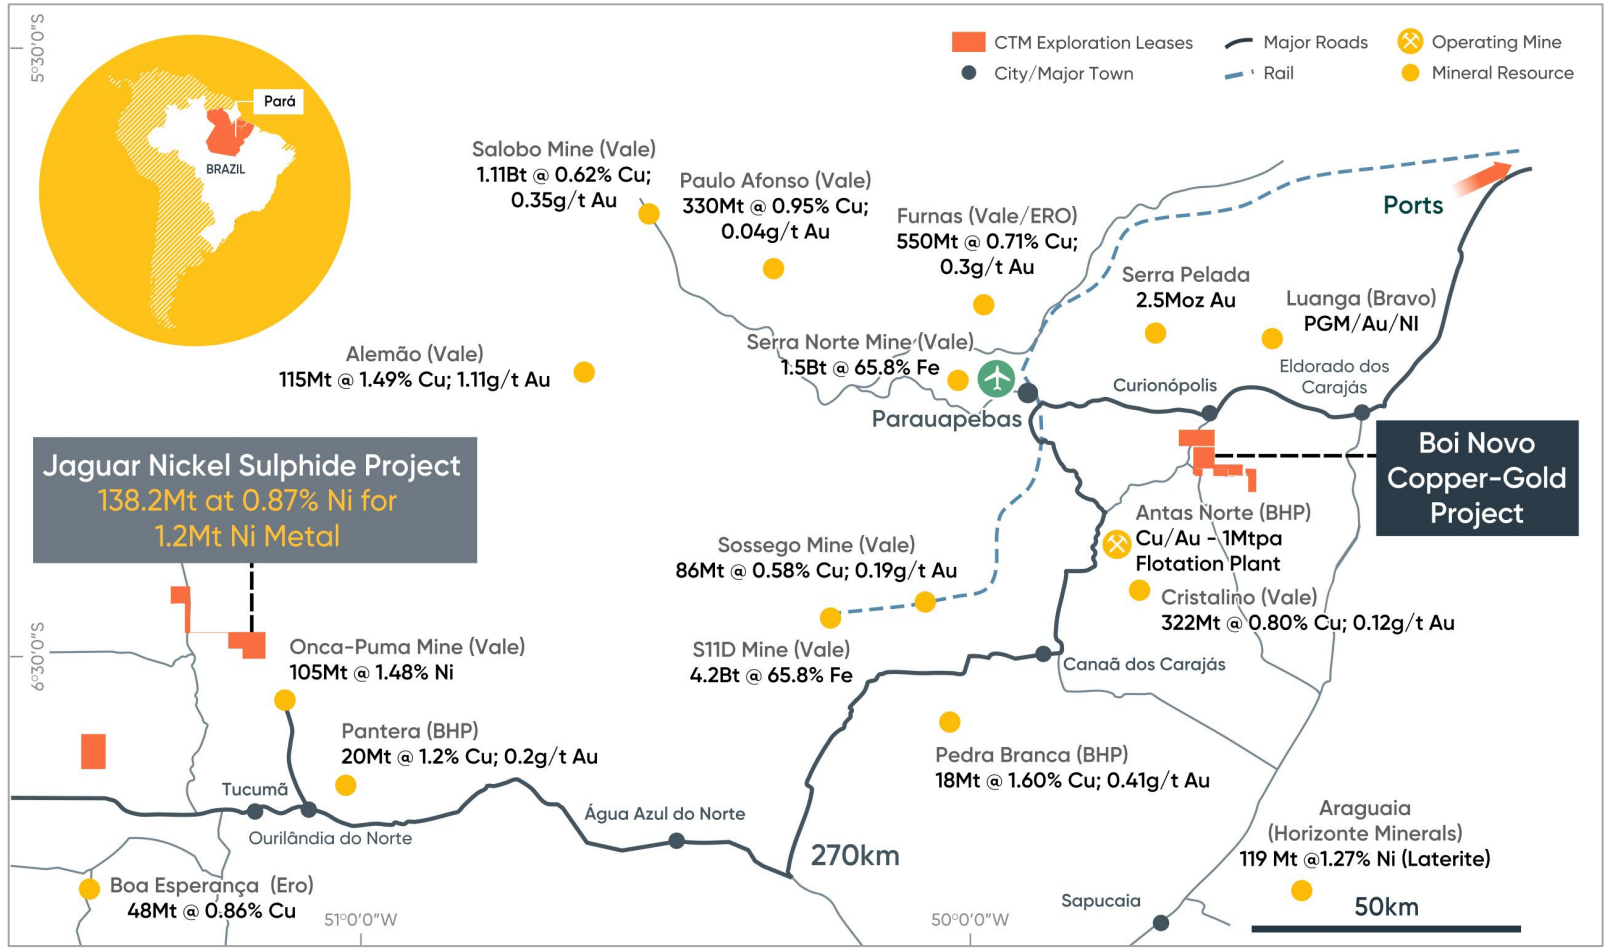 5°30'0"S
CTM Exploration Leases
Major Roads
Operating Mine
City/Major Town
Rail
Mineral Resource
Pará
BRAZIL
Salobo Mine (Vale)
1.11Bt @ 0.62% Cu;
0.35g/t Au
Paulo Afonso (Vale)
330Mt @ 0.95% Cu;
0.04g/t Au
Furnas (Vale/ERO)
550Mt @ 0.71% Cu;
0.3g/t Au
Ports
Serra Pelada
2.5Moz Au
Luanga (Bravo)
PGM/Au/NI
Serra Norte Mine (Vale)
1.5Bt @ 65.8% Fe
Alemão (Vale)
115Mt @ 1.49% Cu; 1.11g/t Au
Parauapebas
Curionópolis
Eldorado dos
Carajás
Jaguar Nickel Sulphide Project
138.2Mt at 0.87% Ni for
1.2Mt Ni Metal
Boi Novo
Copper-Gold
Project
Antas Norte (BHP)
Cu/Au - 1Mtpa
Flotation Plant
Sossego Mine (Vale)
86Mt @ 0.58% Cu; 0.19g/t Au
Cristalino (Vale)
322Mt @ 0.80% Cu; 0.12g/t Au
6°30'0"S
Onca-Puma Mine (Vale)
105Mt @ 1.48% Ni
S11D Mine (Vale)
4.2Bt @ 65.8% Fe
Canaã dos Carajás
Pantera (BHP)
20Mt @ 1.2% Cu; 0.2g/t Au
Pedra Branca (BHP)
18Mt @ 1.60% Cu; 0.41g/t Au
Tucumã
Ourilândia do Norte
Água Azul do Norte
270km
Araguaia
(Horizonte Minerals)
119 Mt @1.27% Ni (Laterite)
Boa Esperança (Ero)
48Mt @ 0.86% Cu
51°0'0"W
50°0'0"W
Sapucaia
50km